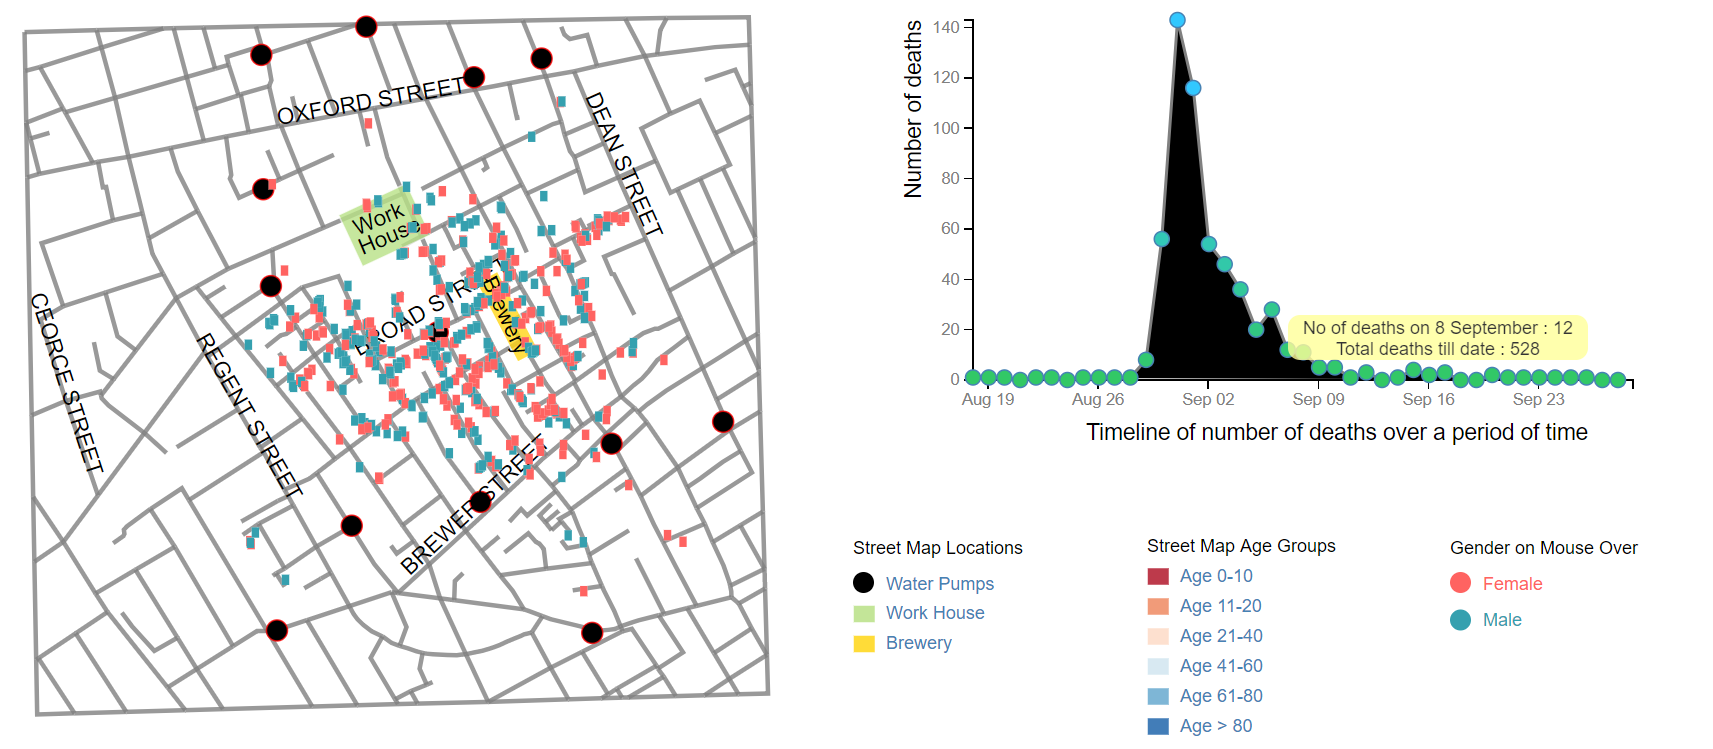 OXFORD STREET
DEAN STREET
Work
House
BROAD STREET
Brewery
GEORGE STREET
REGENT STREET
BREWER STREET
Number of deaths
140
120
100
80
60
40
20
0
No of deaths on 8 September : 12
Total deaths till date : 528
Aug 19
Aug 26
Sep 02
Sep 09
Sep 16
Sep 23
Timeline of number of deaths over a period of time
Street Map Locations
Water Pumps
Work House
Brewery
Street Map Age Groups
Age 0-10
Age 11-20
Age 21-40
Age 41-60
Age 61-80
Age > 80
Gender on Mouse Over
Female
Male